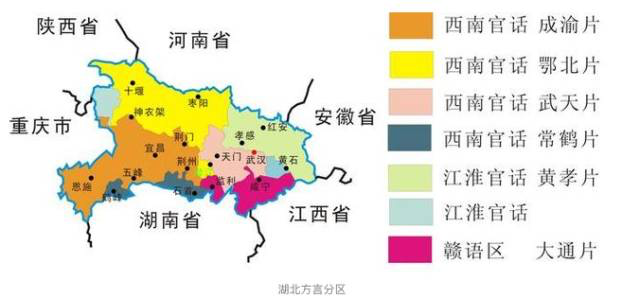 陕西省
河南省
安徽省
重庆市
湖南省
江西省
十堰
枣阳
神农架
红安
孝感
荆门
宜昌
天门
武汉
黄石
荆州
恩施
五峰
监利
咸宁
鹤峰
石首
西南官话 成渝片
西南官话 鄂北片
西南官话 武天片
西南官话 常鹤片
江淮官话 黄孝片
江淮官话
赣语区 大通片
湖北方言分区